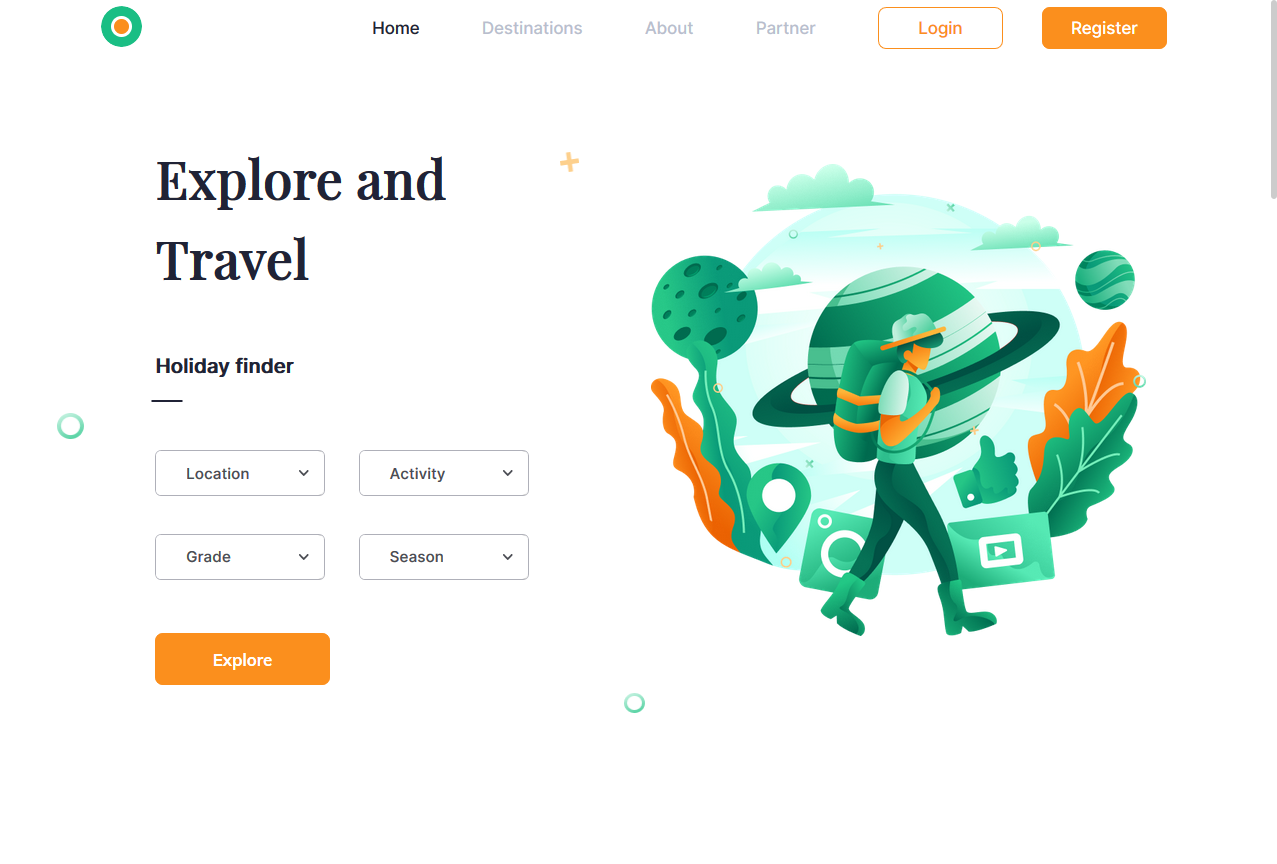 Home Destinations About Partner Login Register
Explore and
Travel
Holiday finder
Location Activity
Grade Season
Explore